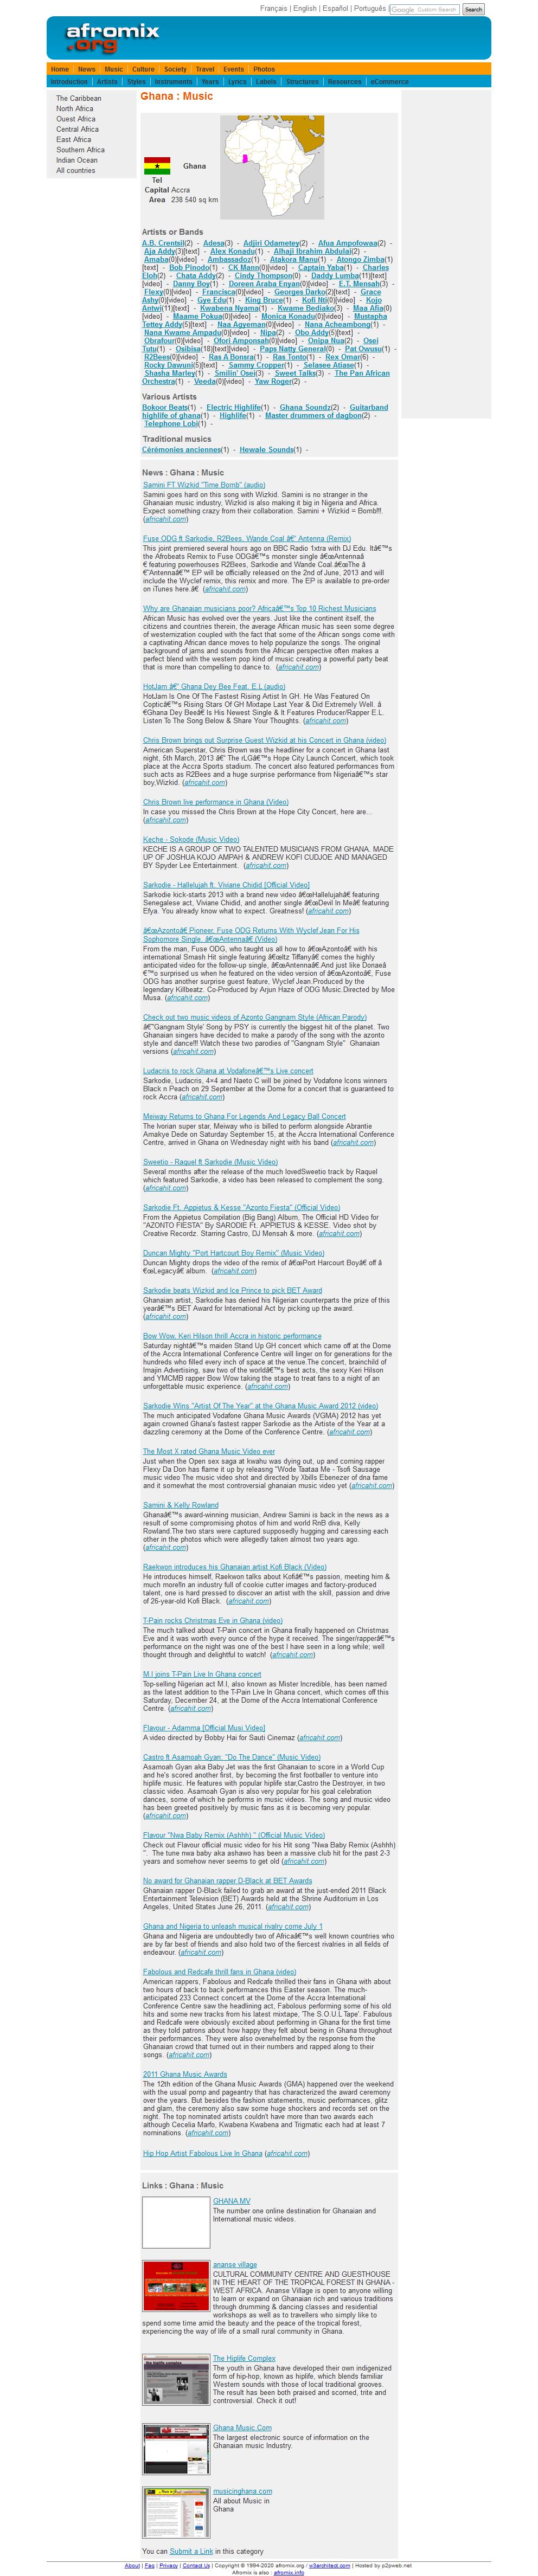 Français | English | Español | Português |
Google Custom Search
Search
afromix
.org
Home News Music Culture Society Travel Events Photos
Introduction Artists Styles Instruments Years Lyrics Labels Structures Resources eCommerce
The Caribbean
North Africa
Ouest Africa
Central Africa
East Africa
Southern Africa
Indian Ocean
All countries
Ghana : Music
Ghana
Tel
Capital Accra
Area 238 540 sq km
Artists or Bands
A.B. Crentsil(2) - Adesa(3) - Adjiri Odametey(2) - Afua Ampofowaa(2) -
Aja Addy(3)[text] - Alex Konadu(1) - Alhaji Ibrahim Abdulai(2) -
Amaba(0)[video] - Ambassadoz(1) - Atakora Manu(1) - Atongo Zimba(1)
[text] - Bob Pinodo(1) - CK Mann(0)[video] - Captain Yaba(1) - Charles
Eloh(2) - Chata Addy(2) - Cindy Thompson(0) - Daddy Lumba(11)[text]
[video] - Danny Boy(1) - Doreen Araba Enyan(0)[video] - E.T. Mensah(3) -
Flexy(0)[video] - Francisca(0)[video] - Georges Darko(2)[text] - Grace
Ashy(0)[video] - Gye Edu(1) - King Bruce(1) - Kofi Nti(0)[video] - Kojo
Antwi(11)[text] - Kwabena Nyama(1) - Kwame Bediako(3) - Maa Afia(0)
[video] - Maame Pokua(0)[video] - Monica Konadu(0)[video] - Mustapha
Tettey Addy(5)[text] - Naa Agyeman(0)[video] - Nana Acheambong(1) -
Nana Kwame Ampadu(0)[video] - Nipa(2) - Obo Addy(5)[text] -
Obrafour(0)[video] - Ofori Amponsah(0)[video] - Onipa Nua(2) - Osei
Tutu(1) - Osibisa(18)[text][video] - Paps Natty General(0) - Pat Owusu(1) -
R2Bees(0)[video] - Ras A Bonsra(1) - Ras Tonto(1) - Rex Omar(6) -
Rocky Dawuni(5)[text] - Sammy Cropper(1) - Selasee Atiase(1) -
Shasha Marley(1) - Smilin' Osei(3) - Sweet Talks(3) - The Pan African
Orchestra(1) - Veeda(0)[video] - Yaw Roger(2) -
Various Artists
Bokoor Beats(1) - Electric Highlife(1) - Ghana Soundz(2) - Guitarband
highlife of ghana(1) - Highlife(1) - Master drummers of dagbon(2) -
Telephone Lobi(1) -
Traditional musics
Cérémonies anciennes(1) - Hewale Sounds(1) -
News : Ghana : Music
Samini FT Wizkid "Time Bomb" (audio)
Samini goes hard on this song with Wizkid. Samini is no stranger in the
Ghanaian music industry, Wizkid is also making it big in Nigeria and Africa.
Expect something crazy from their collaboration. Samini + Wizkid = Bomb!!!.
(africahit.com)
Fuse ODG ft Sarkodie, R2Bees, Wande Coal â€“ Antenna (Remix)
This joint premiered several hours ago on BBC Radio 1xtra with DJ Edu. Itâ€™s
the Afrobeats Remix to Fuse ODGâ€™s monster single â€œAntennaâ
€ featuring powerhouses R2Bees, Sarkodie and Wande Coal.â€œThe â
€˜Antennaâ€™ EP will be officially released on the 2nd of June, 2013 and will
include the Wyclef remix, this remix and more. The EP is available to pre-order
on iTunes here.â€ (africahit.com)
Why are Ghanaian musicians poor? Africaâ€™s Top 10 Richest Musicians
African Music has evolved over the years. Just like the continent itself, the
citizens and countries therein, the average African music has seen some degree
of westernization coupled with the fact that some of the African songs come with
a captivating African dance moves to help popularize the song. The original
background of jams and sounds from the African perspective often makes a
perfect blend with the western pop kind of music creating a powerful party beat
that is more than compelling to dance to. (africahit.com)
HotJam â€“ Ghana Dey Bee Feat. E.L (audio)
HotJam Is One Of The Fastest Rising Artist In GH. He Was Featured On
Copticâ€™s Rising Stars Of GH Mixtape Last Year & Did Extremely Well. â
€Ghana Dey Beeâ€ Is His Newest Single & It Features Producer/Rapper E.L.
Listen To The Song Below & Share Your Thoughts. (africahit.com)
Chris Brown brings out Surprise Guest Wizkid at his Concert in Ghana (video)
American Superstar, Chris Brown was the headliner for a concert in Ghana last
night, 5th March, 2013 â€“ The rLGâ€™s Hope City Launch Concert, which took
place at the Accra Sports stadium. The concert also featured performances from
such acts as R2Bees and a huge surprise performance from Nigeriaâ€™s star
boy,Wizkid. (africahit.com)
Chris Brown live performance in Ghana (Video)
In case you missed the Chris Brown at the Hope City Concert, here are...
(africahit.com)
Keche - Sokode (Music Video)
KECHE IS A GROUP OF TWO TALENTED MUSICIANS FROM GHANA. MADE
UP OF JOSHUA KOJO AMPAH & ANDREW KOFI CUDJOE AND MANAGED
BY Spyder Lee Entertainment. (africahit.com)
Sarkodie - Hallelujah ft. Viviane Chidid [Official Video]
Sarkodie kick-starts 2013 with a brand new video â€œHallelujahâ€ featuring
Senegalese act, Viviane Chidid, and another single â€œDevil In Meâ€ featuring
Efya. You already know what to expect. Greatness! (africahit.com)
â€œAzontoâ€ Pioneer, Fuse ODG Returns With Wyclef Jean For His
Sophomore Single, â€œAntennaâ€ (Video)
From the man, Fuse ODG, who taught us all how to â€œAzontoâ€ with his
international Smash Hit single featuring â€œItz Tiffanyâ€ comes the highly
anticipated video for the follow-up single, â€œAntennaâ€.And just like Donaeâ
€™o surprised us when he featured on the video version of â€œAzontoâ€, Fuse
ODG has another surprise guest feature, Wyclef Jean.Produced by the
legendary Killbeatz. Co-Produced by Arjun Haze of ODG Music.Directed by Moe
Musa. (africahit.com)
Check out two music videos of Azonto Gangnam Style (African Parody)
â€˜'Gangnam Style' Song by PSY is currently the biggest hit of the planet. Two
Ghanaian singers have decided to make a parody of the song with the azonto
style and dance!!! Watch these two parodies of "Gangnam Style" Ghanaian
versions (africahit.com)
Ludacris to rock Ghana at Vodafoneâ€™s Live concert
Sarkodie, Ludacris, 4×4 and Naeto C will be joined by Vodafone Icon winners
Black n Peach on 29 September at the Dome for a concert that is guaranteed to
rock Accra (africahit.com)
Meiway Returns to Ghana For Legends And Legacy Ball Concert
The Ivorian super star, Meiway who is billed to perform alongside Abrantie
Amakye Dede on Saturday September 15, at the Accra International Conference
Centre, arrived in Ghana on Wednesday night with his band (africahit.com)
Sweetio - Raquel ft Sarkodie (Music Video)
Several months after the release of the much lovedSweetio track by Raquel
which featured Sarkodie, a video has been released to complement the song.
(africahit.com)
Sarkodie Ft. Appietus & Kesse "Azonto Fiesta" (Official Video)
From the Appietus Compilation (Big Bang) Album, The Official HD Video for
"AZONTO FIESTA" By SARODIE Ft. APPIETUS & KESSE. Video shot by
Creative Recordz. Starring Castro, DJ Mensah & more. (africahit.com)
Duncan Mighty "Port Hartcourt Boy Remix" (Music Video)
Duncan Mighty drops the video of the remix of â€œPort Harcourt Boyâ€ off â
€œLegacyâ€ album. (africahit.com)
Sarkodie beats Wizkid and Ice Prince to pick BET Award
Ghanaian artist, Sarkodie has denied his Nigerian counterparts the prize of this
yearâ€™s BET Award for International Act by picking up the award.
(africahit.com)
Bow Wow, Keri Hilson thrill Accra in historic performance
Saturday nightâ€™s maiden Stand Up GH concert which came off at the Dome
of the Accra International Conference Centre will linger on for generations for the
hundreds who filled every inch of space at the venue.The concert, brainchild of
Imajin Advertising, saw two of the worldâ€™s best acts, the sexy Keri Hilson
and YMCMB rapper Bow Wow taking the stage to treat fans to a night of an
unforgettable music experience. (africahit.com)
Sarkodie Wins "Artist Of The Year" at the Ghana Music Award 2012 (video)
The much anticipated Vodafone Ghana Music Awards (VGMA) 2012 has yet
again crowned Ghana's fastest rapper Sarkodie as the Artiste of the Year at a
dazzling ceremony at the Dome of the Conference Centre. (africahit.com)
The Most X rated Ghana Music Video ever
Just when the Open sex saga at kwahu was dying out, up and coming rapper
Flexy Da Don has flame it up by releasing "Wode Taataa Me - Tsofi Sausage
music video The music video shot and directed by Xbills Ebenezer of dna fame
and it somewhat the most controversal ghanaian music video yet (africahit.com)
Samini & Kelly Rowland
Ghanaâ€™s award-winning musician, Andrew Samini is back in the news as a
result of some compromising photos of him and world RnB diva, Kelly
Rowland.The two stars were captured supposedly hugging and caressing each
other in the photos which were allegedly taken almost two years ago.
(africahit.com)
Raekwon introduces his Ghanaian artist Kofi Black (Video)
He introduces himself, Raekwon talks about Kofiâ€™s passion, meeting him &
much more!In an industry full of cookie cutter images and factory-produced
talent, one is hard pressed to discover an artist with the skill, passion and drive
of 26-year-old Kofi Black. (africahit.com)
T-Pain rocks Christmas Eve in Ghana (video)
The much talked about T-Pain concert in Ghana finally happened on Christmas
Eve and it was worth every ounce of the hype it received. The singer/rapperâ€™s
performance on the night was one of the best I have seen in a long while; well
thought through and delightful to watch! (africahit.com)
M.I joins T-Pain Live In Ghana concert
Top-selling Nigerian act M.I, also known as Mister Incredible, has been named
as the latest addition to the T-Pain Live In Ghana concert, which comes off this
Saturday, December 24, at the Dome of the Accra International Conference
Centre. (africahit.com)
Flavour - Adamma [Official Musi Video]
A video directed by Bobby Hai for Sauti Cinemaz (africahit.com)
Castro ft Asamoah Gyan: "Do The Dance" (Music Video)
Asamoah Gyan aka Baby Jet was the first Ghanaian to score in a World Cup
and he's scored another first, by becoming the first footballer to venture into
hiplife music. He features with popular hiplife star,Castro the Destroyer, in two
classic videos. Asamoah Gyan is also very popular for his goal celebration
dances, some of which he performs in music videos. The song and music video
are being greeted positively by music fans as it is becoming very popular.
(africahit.com)
Flavour "Nwa Baby Remix (Ashhh) " (Official Music Video)
Check out Flavour official music video for his Hit song "Nwa Baby Remix (Ashhh)
". The tune nwa baby aka ashawo has been a massive club hit for the past 2-3
years and somehow never seems to get old (africahit.com)
No award for Ghanaian rapper D-Black at BET Awards
Ghanaian rapper D-Black failed to grab an award at the just-ended 2011 Black
Entertainment Television (BET) Awards held at the Shrine Auditorium in Los
Angeles, United States June 26, 2011. (africahit.com)
Ghana and Nigeria to unleash musical rivalry come July 1
Ghana and Nigeria are undoubtedly two of Africaâ€™s well known countries who
are by far best of friends and also hold two of the fiercest rivalries in all fields of
endeavour. (africahit.com)
Fabolous and Redcafe thrill fans in Ghana (video)
American rappers, Fabolous and Redcafe thrilled their fans in Ghana with about
two hours of back to back performances this Easter season. The much-
anticipated 233 Connect concert at the Dome of the Accra International
Conference Centre saw the headlining act, Fabolous performing some of his old
hits and some new tracks from his latest mixtape, 'The S.O.U.L Tape'. Fabolous
and Redcafe were obviously excited about performing in Ghana for the first time
as they told patrons about how happy they felt about being in Ghana throughout
their performances. They were also overwhelmed by the response from the
crowd that turned out in their numbers and rapped along to their
songs. (africahit.com)
2011 Ghana Music Awards
The 12th edition of the Ghana Music Awards (GMA) happened over the weekend
with the pomp and pageantry that has characterized the award ceremony over
the years. But besides the fashion statements, music performances, glitz and
glam, the ceremony also saw some huge shockers and records set on the
night. The top nominated artists couldn't have more than two awards each
although Cecelia Marfo, Kwabena Kwabena and Trigmatic each had at least 7
nominations. (africahit.com)
Hip Hop Artist Fabolous Live In Ghana (africahit.com)
Links : Ghana : Music
GHANA MV
The number one online destination for Ghanaian and
International music videos.
ananse village
CULTURAL COMMUNITY CENTRE AND GUESTHOUSE
IN THE HEART OF THE TROPICAL FOREST IN GHANA -
WEST AFRICA. Ananse Village is open to anyone willing
to learn or expand on Ghanaian rich and various traditions
through drumming & dancing classes and residential
workshops as well as to travellers who simply like to
spend some time amid the beauty and the peace of the tropical forest,
experiencing the way of life of a small rural community in Ghana.
The Hiplife Complex
The youth in Ghana have developed their own indigenized
form of hip-hop, known as hiplife, which blends familiar
Western sounds with those of local traditional grooves.
The result has been both praised and scorned, trite and
controversial. Check it out!
Ghana Music.Com
The largest electronic source of information on the
Ghanaian music Industry.
musicinghana.com
All about Music in
Ghana
You can Submit a Link in this category
About | Faq | Privacy | Contact Us | Copyright © 1994-2020 afromix.org / w3architect.com | Hosted by p2pweb.net
Afromix is also : afromix.info